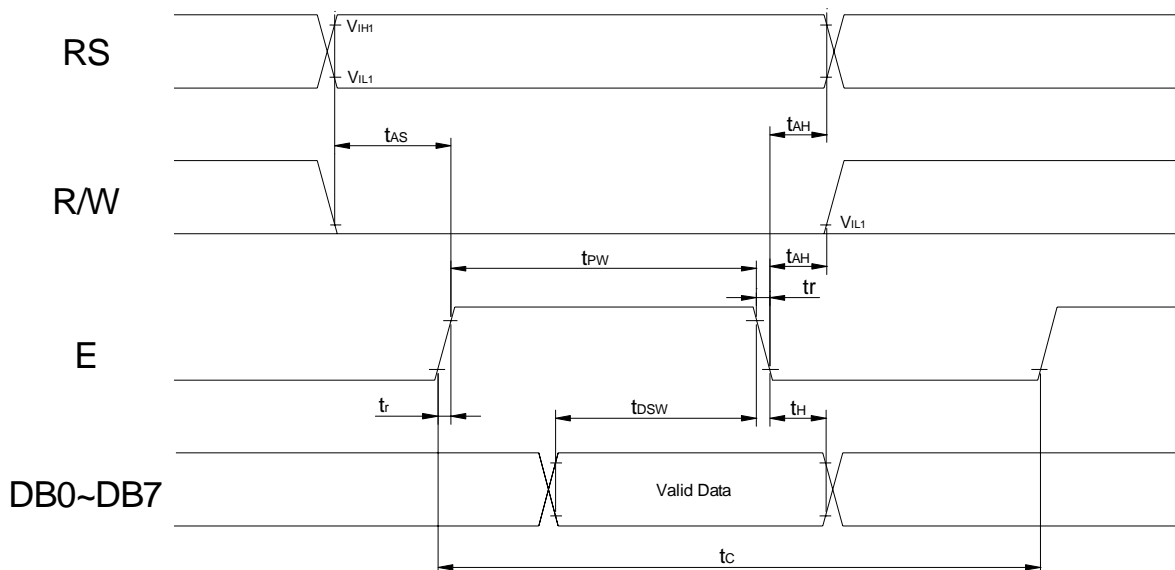 RS
VIH1
VIL1
tAS
tAH
R/W
VIL1
tPW
tAH
tr
E
tr
tDSW
tH
DB0~DB7
Valid Data
tC